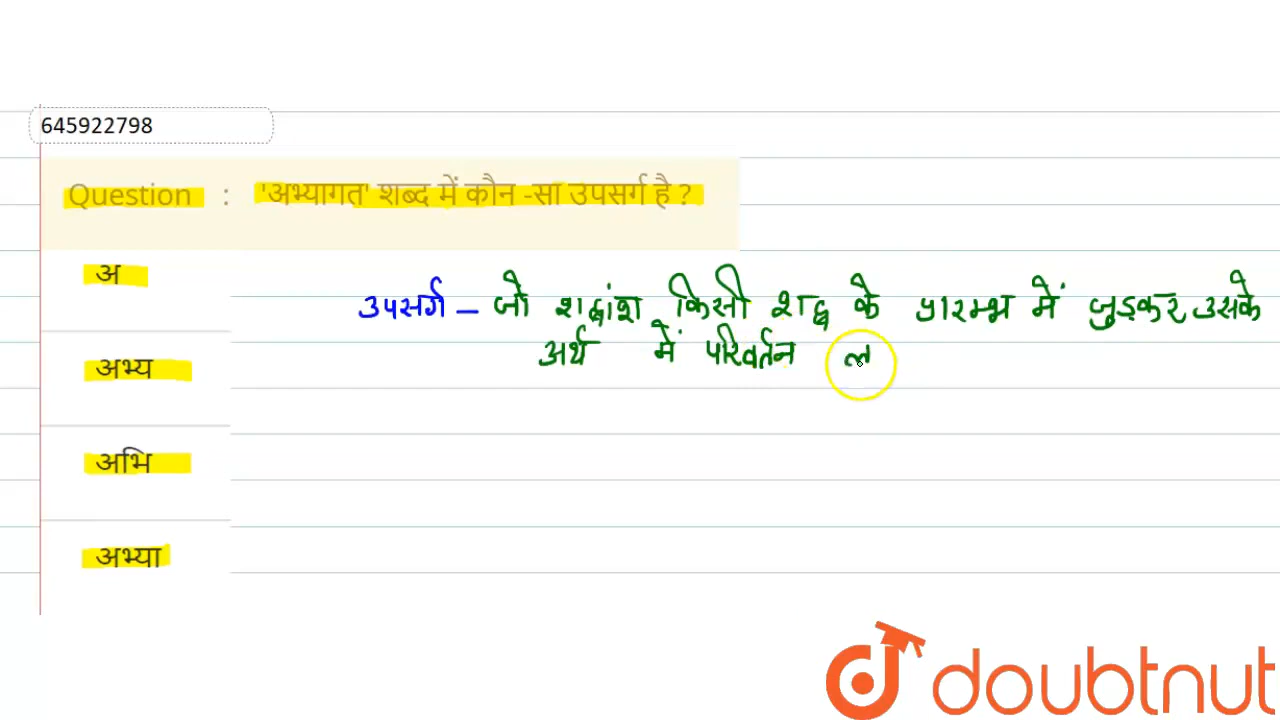 645922798
Question : 'अभ्यागत' शब्द में कौन -सा उपसर्ग है ?
अ
उपसर्ग – जो शब्दांश किसी शब्द के प्रारम्भ में जुड़कर उसके
अर्थ में परिवर्तन ल
अभ्य
अभि
अभ्या
doubtnut